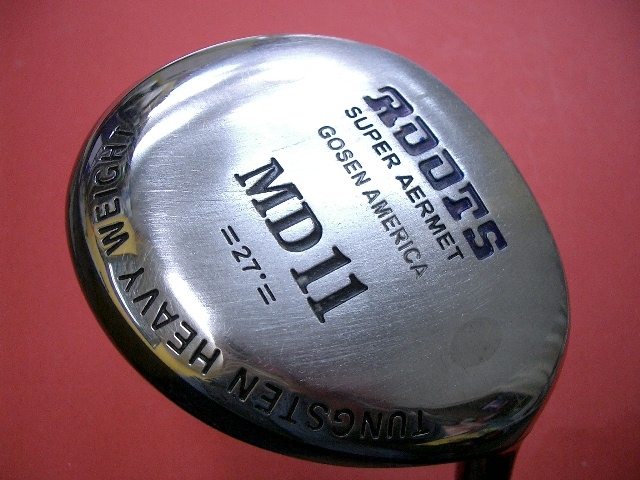 ROOTS
SUPER AERMET
GOSEN AMERICA
MD 11
=27°=
TUNGSTEN HEAVY WEIGHT